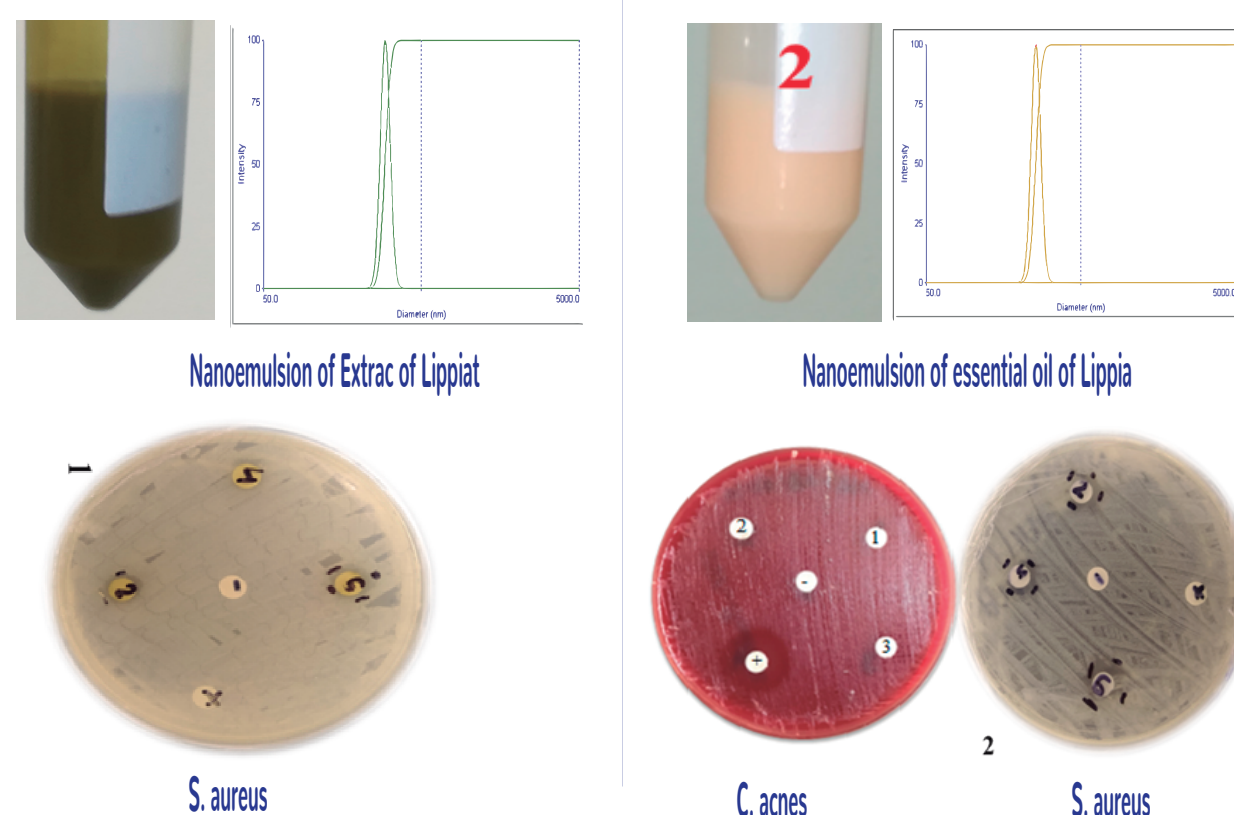 100
75
Intensity
50
25
0
50.0
5000.0
Diameter (nm)
2
100
75
Intensity
50
25
0
50.0
5000.0
Diameter (nm)
Nanoemulsion of Extrac of Lippiat
Nanoemulsion of essential oil of Lippia
1
2
1
-
+
3
2
S. aureus
C. acnes
S. aureus